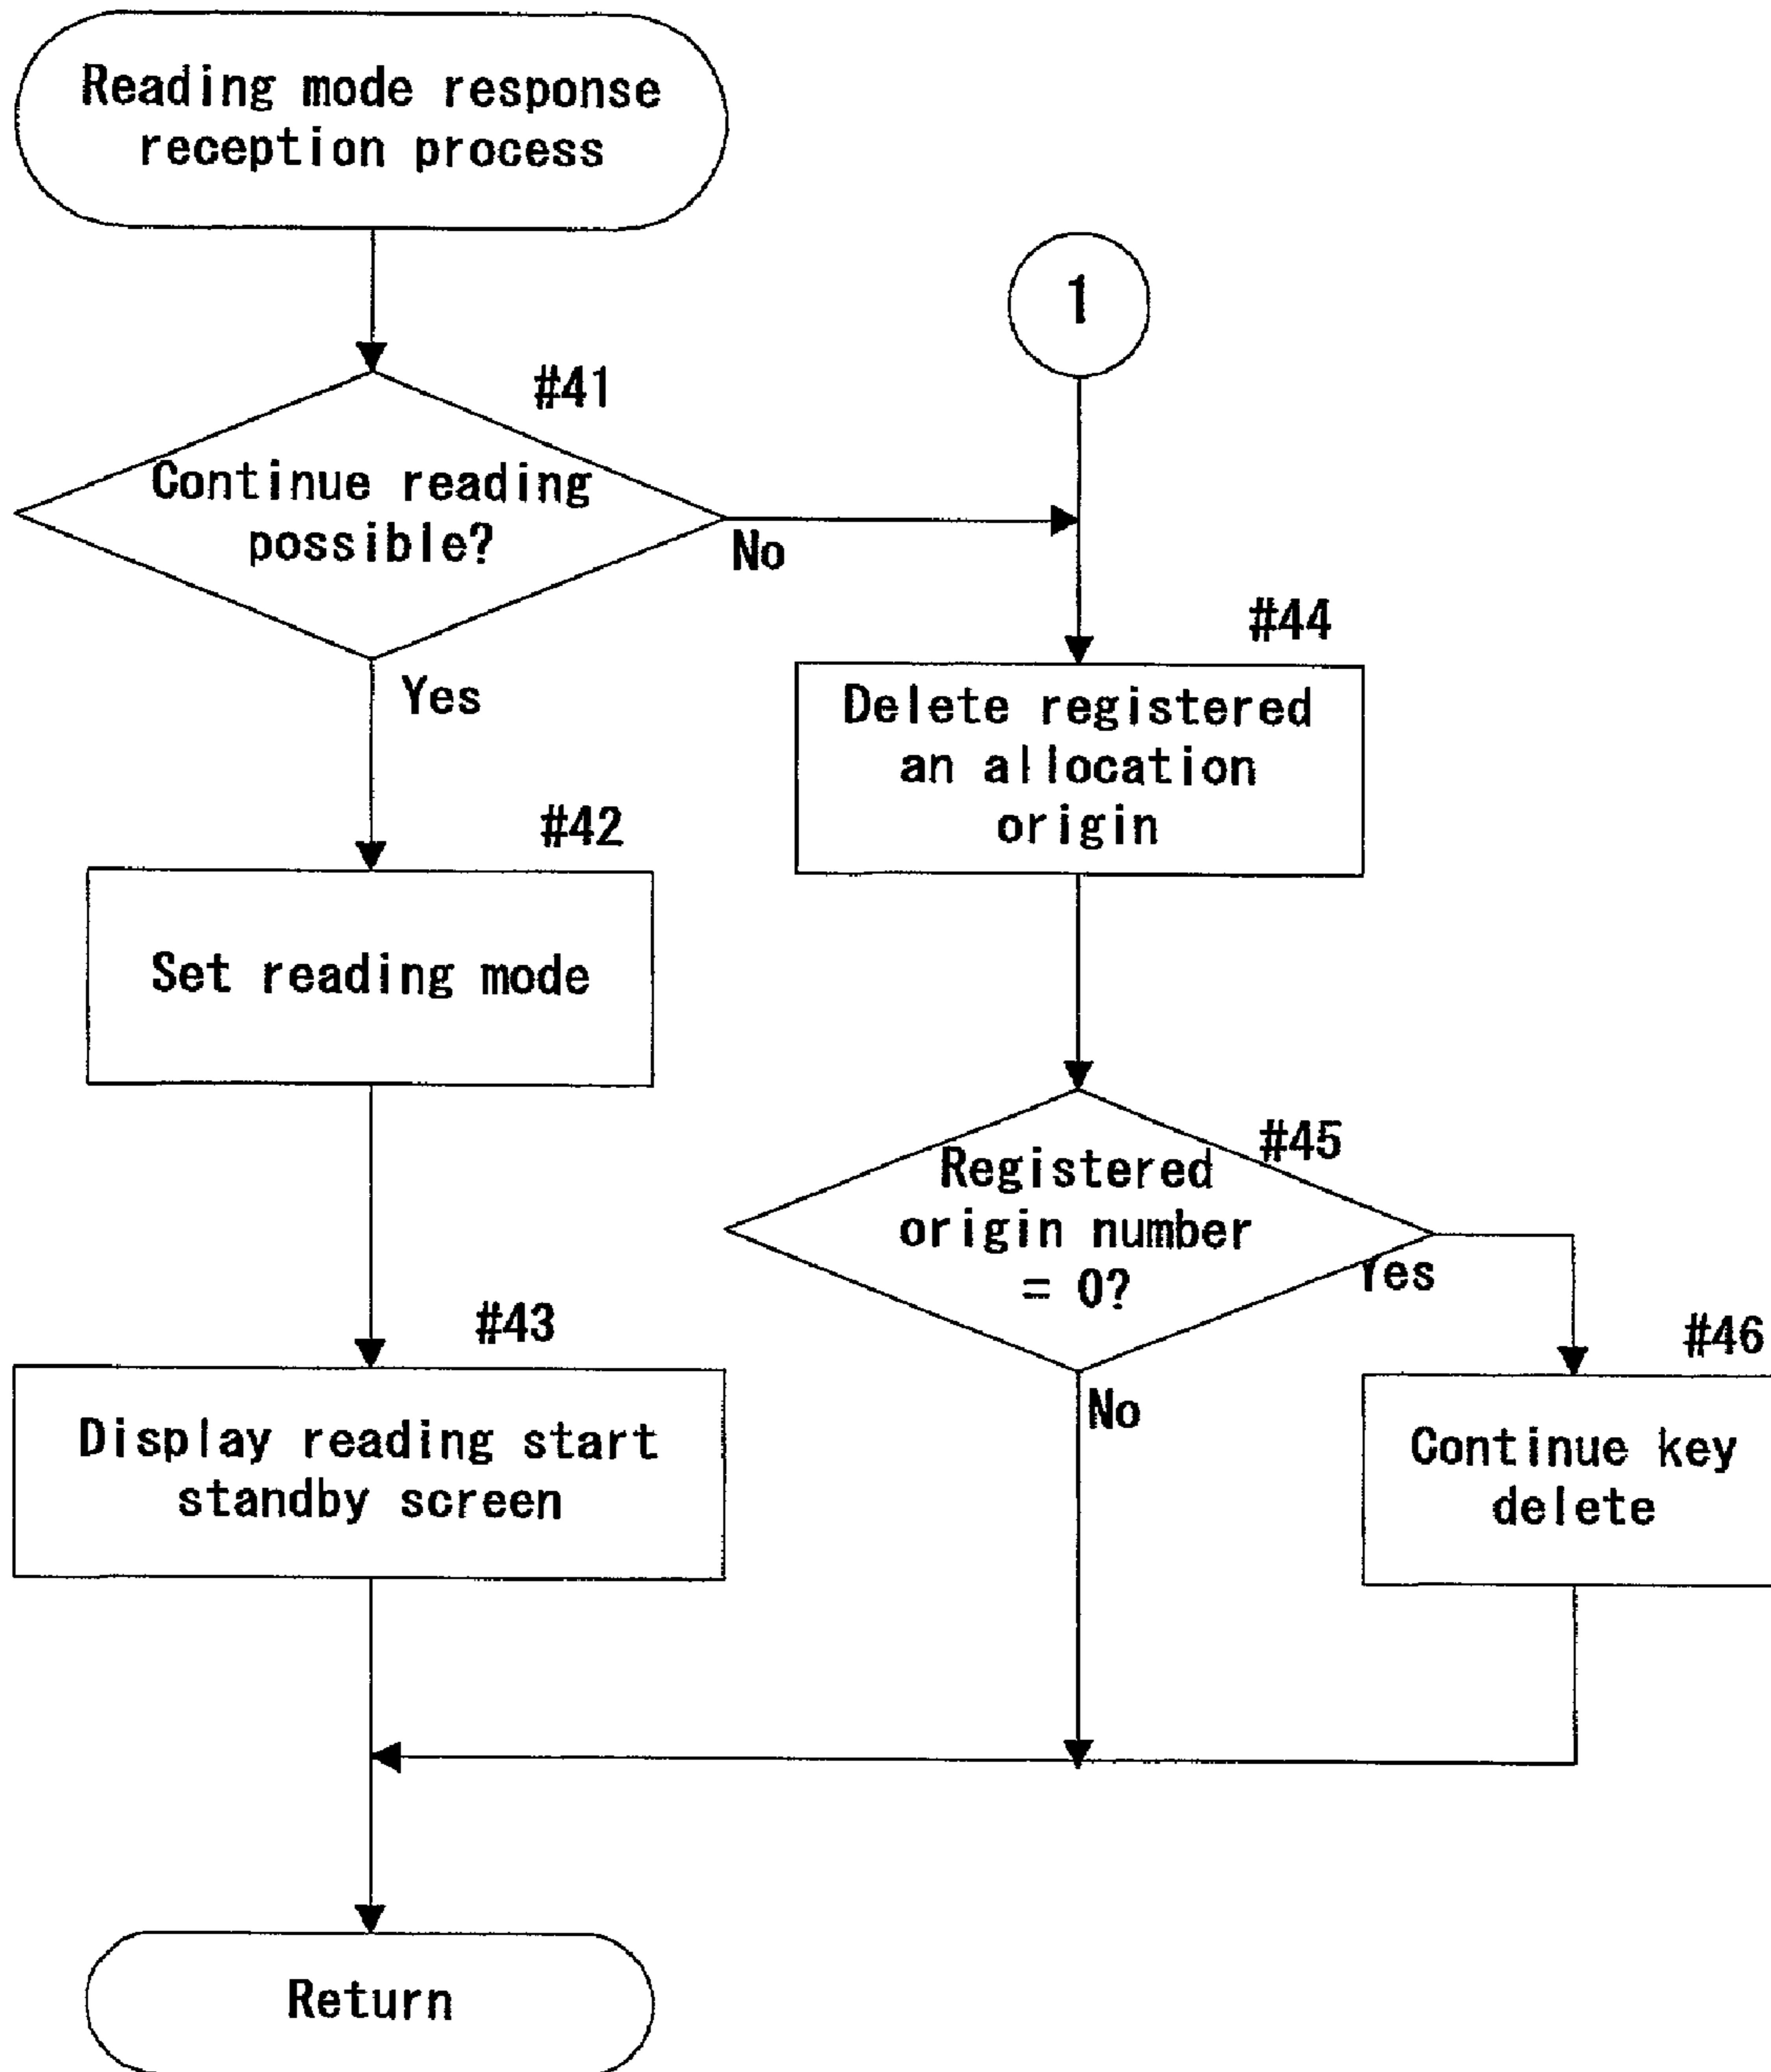 Reading mode response
reception process
1
#41
Continue reading
possible?
No
#44
Yes
Delete registered
an allocation
origin
#42
Set reading mode
#45
Registered
origin number
= 0?
Yes
#43
#46
Display reading start
standby screen
No
Continue key
delete
Return